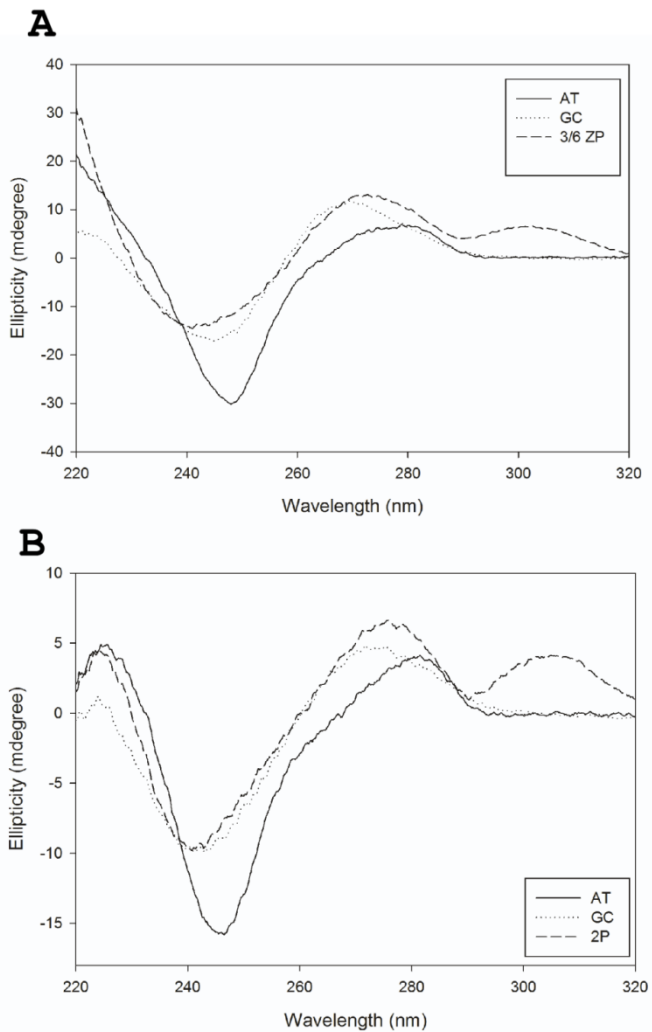 A
40
30
20
10
0
-10
-20
-30
-40
Ellipticity (mdegree)
AT
GC
3/6 ZP
220 240 260 280 300 320
Wavelength (nm)
B
10
5
0
-5
-10
-15
Ellipticity (mdegree)
AT
GC
2P
220 240 260 280 300 320
Wavelength (nm)